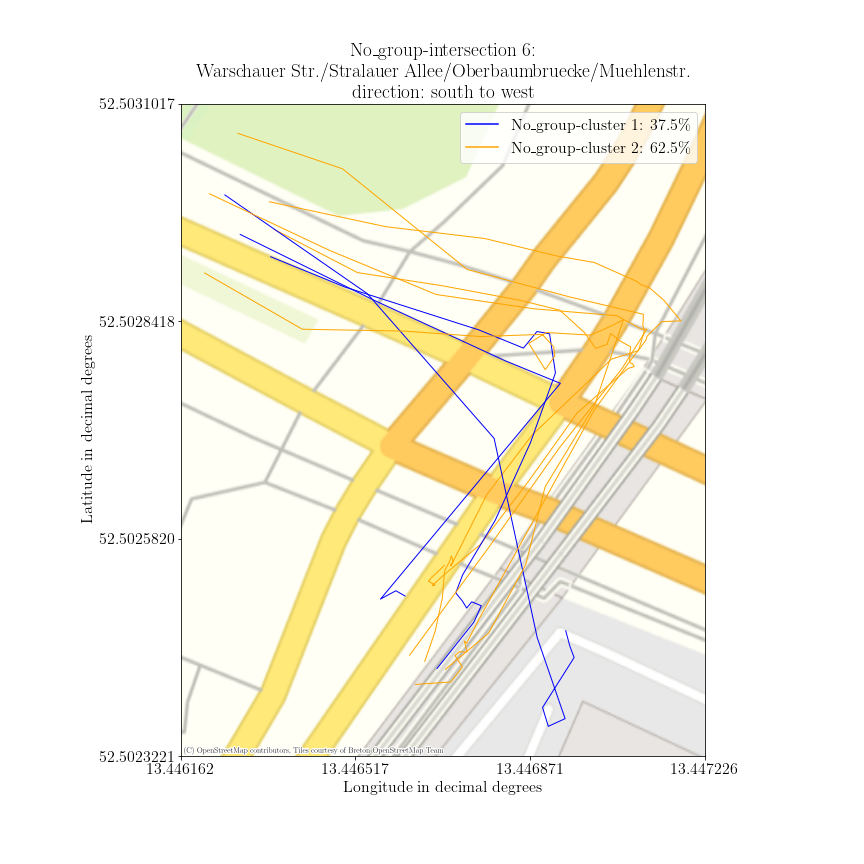 No_group-intersection 6:
Warschauer Str./Stralauer Allee/Oberbaumbruecke/Muehlenstr.
direction: south to west
52.5031017
No_group-cluster 1: 37.5%
No_group-cluster 2: 62.5%
52.5028418
Latitude in decimal degrees
52.5025820
52.5023221
(C) OpenStreetMap contributors, Tiles courtesy of Breton OpenStreetMap Team
13.446162
13.446517
13.446871
13.447226
Longitude in decimal degrees